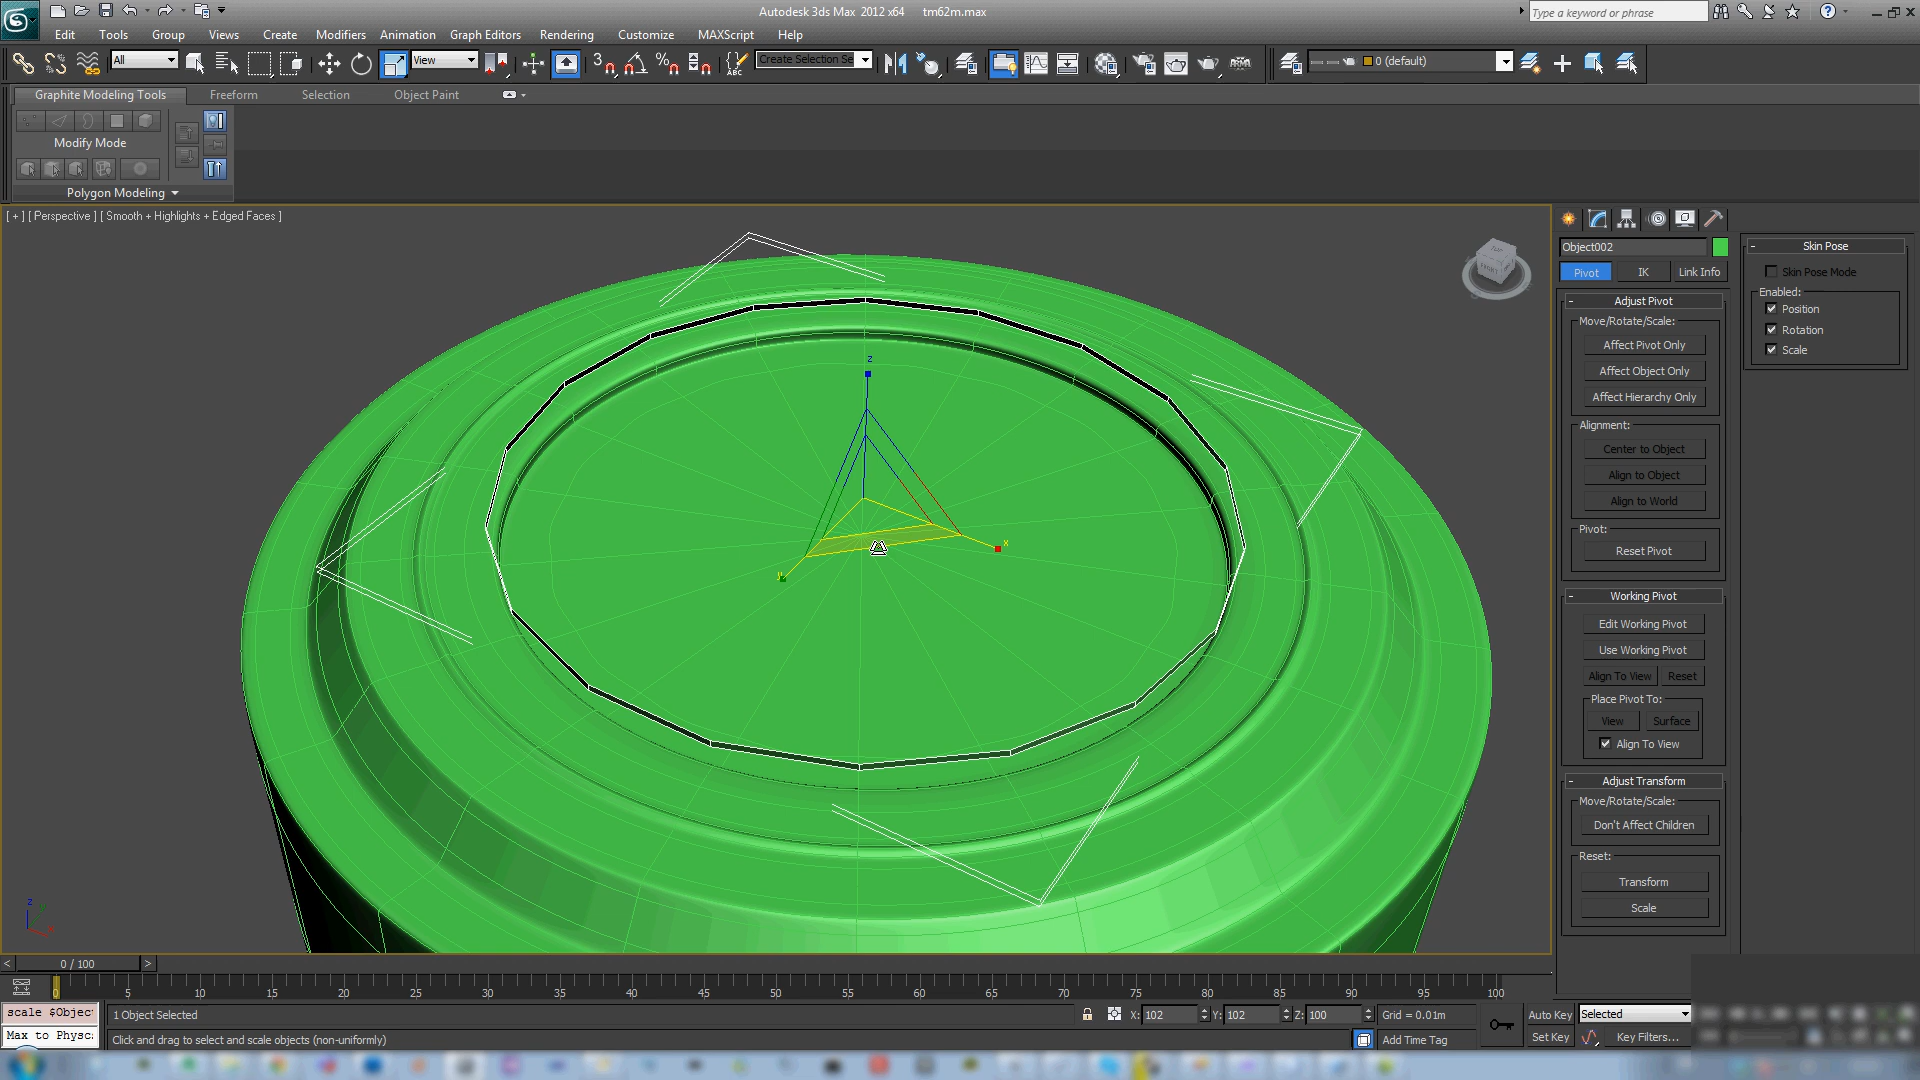 Autodesk 3ds Max 2012 x64 tm62m.max
Type a keyword or phrase
Edit Tools Group Views Create Modifiers Animation Graph Editors Rendering Customize MAXScript Help
All
View
3
ABC
Create Selection Se
0 (default)
Graphite Modeling Tools Freeform Selection Object Paint
Modify Mode
Polygon Modeling
[ + ] [ Perspective ] [ Smooth + Highlights + Edged Faces ]
FRONT
z
x
y
z
Object002
Pivot IK Link Info
- Adjust Pivot
Move/Rotate/Scale:
Affect Pivot Only
Affect Object Only
Affect Hierarchy Only
Alignment:
Center to Object
Align to Object
Align to World
Pivot:
Reset Pivot
- Working Pivot
Edit Working Pivot
Use Working Pivot
Align To View Reset
Place Pivot To:
View Surface
Align To View
- Adjust Transform
Move/Rotate/Scale:
Don't Affect Children
Reset:
Transform
Scale
- Skin Pose
Skin Pose Mode
Enabled:
Position
Rotation
Scale
< 0 / 100 >
0 5 10 15 20 25 30 35 40 45 50 55 60 65 70 75 80 85 90 95 100
scale $Objec
1 Object Selected
X: 102 Y: 102 Z: 100
Grid = 0.01m
Auto Key
Selected
Max to Physc:
Click and drag to select and scale objects (non-uniformly)
Add Time Tag
Set Key
Key Filters...